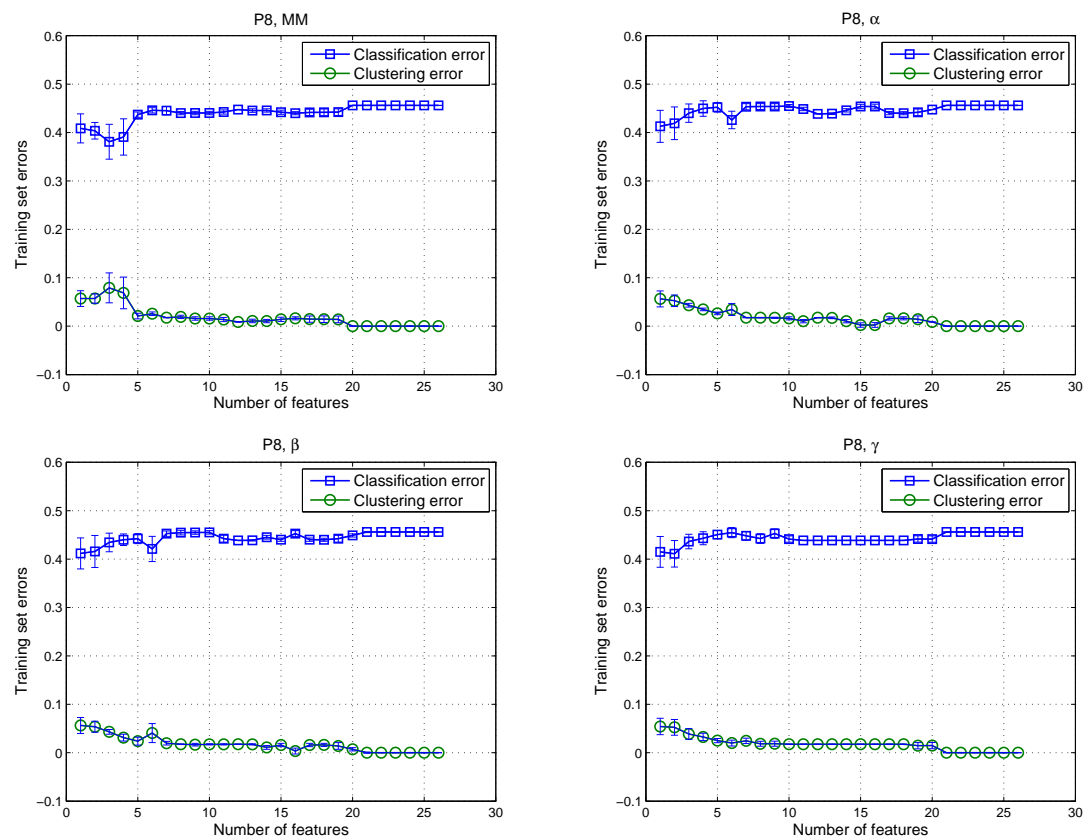 P8, MM
Classification error
Clustering error
0.6
0.5
0.4
0.3
0.2
0.1
0
−0.1
Training set errors
0 5 10 15 20 25 30
Number of features
P8, α
Classification error
Clustering error
0.6
0.5
0.4
0.3
0.2
0.1
0
−0.1
Training set errors
0 5 10 15 20 25 30
Number of features
P8, β
Classification error
Clustering error
0.6
0.5
0.4
0.3
0.2
0.1
0
−0.1
Training set errors
0 5 10 15 20 25 30
Number of features
P8, γ
Classification error
Clustering error
0.6
0.5
0.4
0.3
0.2
0.1
0
−0.1
Training set errors
0 5 10 15 20 25 30
Number of features